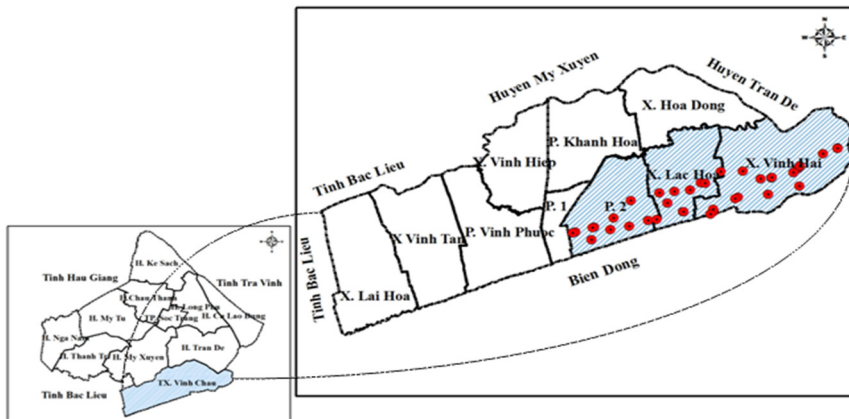 N
W
E
S
Huyen My Xuyen
Huyen Tran De
X. Hoa Dong
P. Khanh Hoa
X. Vinh Hiep
X. Lac Hoa
X. Vinh Hai
Tinh Bac Lieu
P. 1
P. 2
P. Vinh Phuoc
X Vinh Tan
X. Lai Hoa
Bien Dong
Tinh Bac Lieu
H. Ke Sach
Tinh Hau Giang
Tinh Tra Vinh
H. Chau Thanh
H. Long Phu
H. My Tu
TP. Soc Trang
H. Cu Lao Dung
H. Nga Nam
H. Thanh Tri
H. My Xuyen
H. Tran De
TX. Vinh Chau
Tinh Bac Lieu